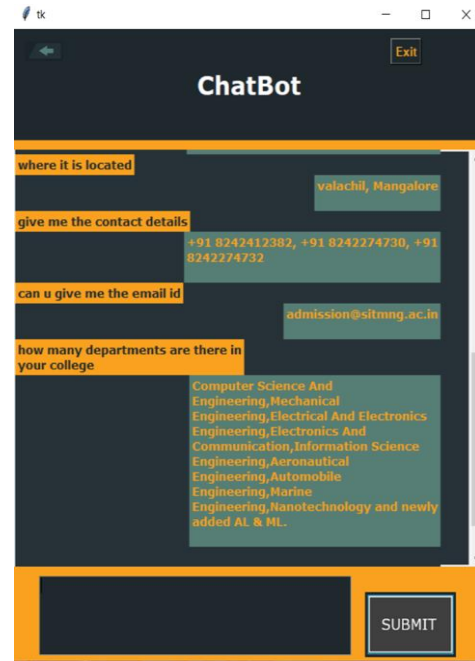 tk
Exit
ChatBot
where it is located
valachil, Mangalore
give me the contact details
+91 8242412382, +91 8242274730, +91
8242274732
can u give me the email id
admission@sitmng.ac.in
how many departments are there in
your college
Computer Science And
Engineering,Mechanical
Engineering,Electrical And Electronics
Engineering,Electronics And
Communication,Information Science
Engineering,Aeronautical
Engineering,Automobile
Engineering,Marine
Engineering,Nanotechnology and newly
added AL & ML.
SUBMIT